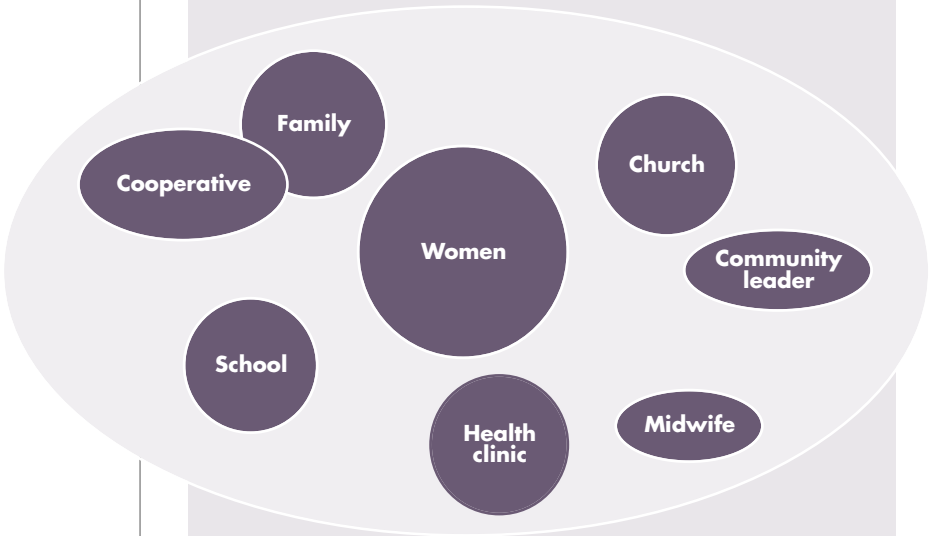 Family
Church
Cooperative
Women
Community
leader
School
Health
clinic
Midwife